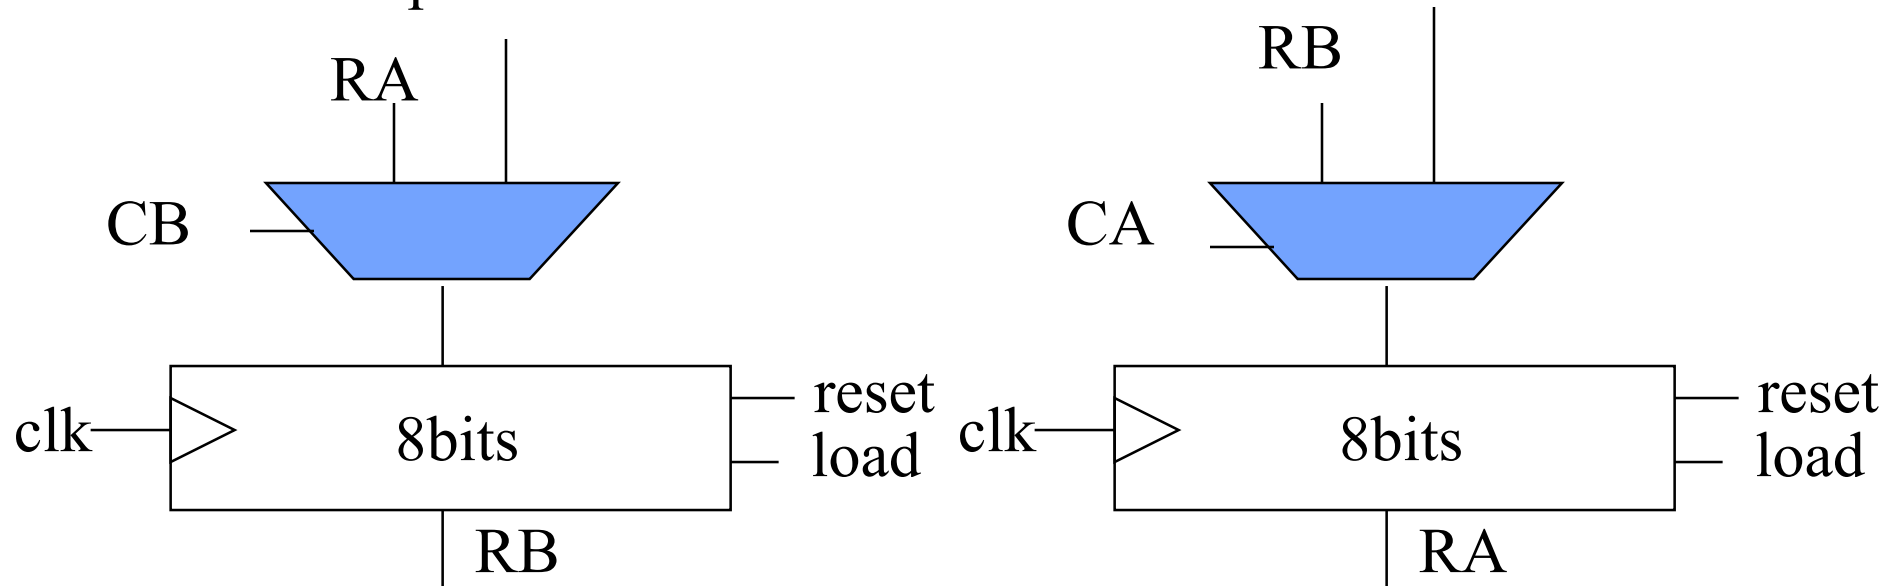 RA
RB
CB
CA
clk
8bits
reset
load
clk
8bits
reset
load
RB
RA